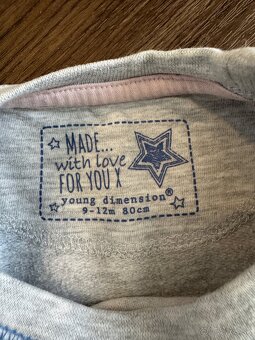 MADE...
with love
FOR YOU X
young dimension®
9-12m 80cm